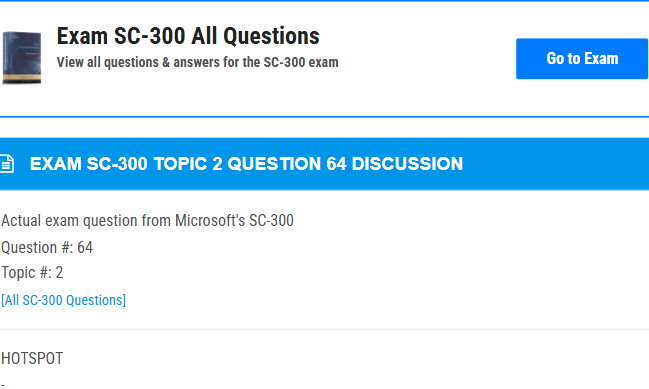 Exam SC-300 All Questions
View all questions & answers for the SC-300 exam
Go to Exam
EXAM SC-300 TOPIC 2 QUESTION 64 DISCUSSION
Actual exam question from Microsoft's SC-300
Question #: 64
Topic #: 2
[All SC-300 Questions]
HOTSPOT
-